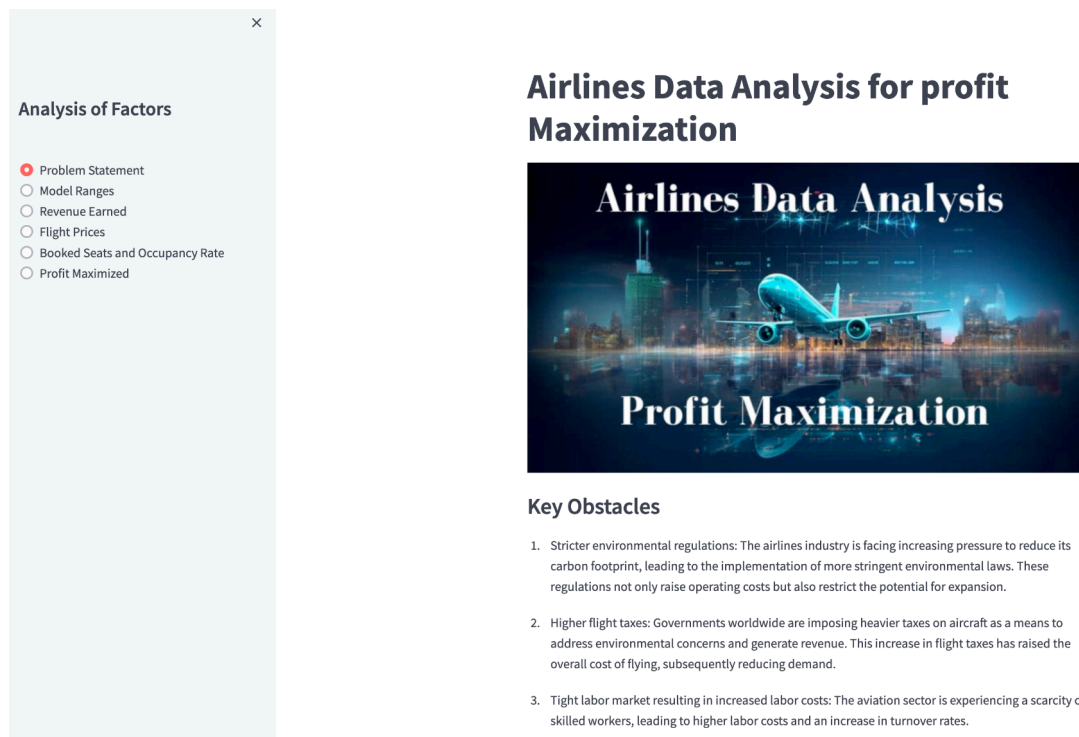 Analysis of Factors
Problem Statement
Model Ranges
Revenue Earned
Flight Prices
Booked Seats and Occupancy Rate
Profit Maximized
Airlines Data Analysis for profit
Maximization
Airlines Data Analysis
Profit Maximization
Key Obstacles
1. Stricter environmental regulations: The airlines industry is facing increasing pressure to reduce its
carbon footprint, leading to the implementation of more stringent environmental laws. These
regulations not only raise operating costs but also restrict the potential for expansion.
2. Higher flight taxes: Governments worldwide are imposing heavier taxes on aircraft as a means to
address environmental concerns and generate revenue. This increase in flight taxes has raised the
overall cost of flying, subsequently reducing demand.
3. Tight labor market resulting in increased labor costs: The aviation sector is experiencing a scarcity
skilled workers, leading to higher labor costs and an increase in turnover rates.